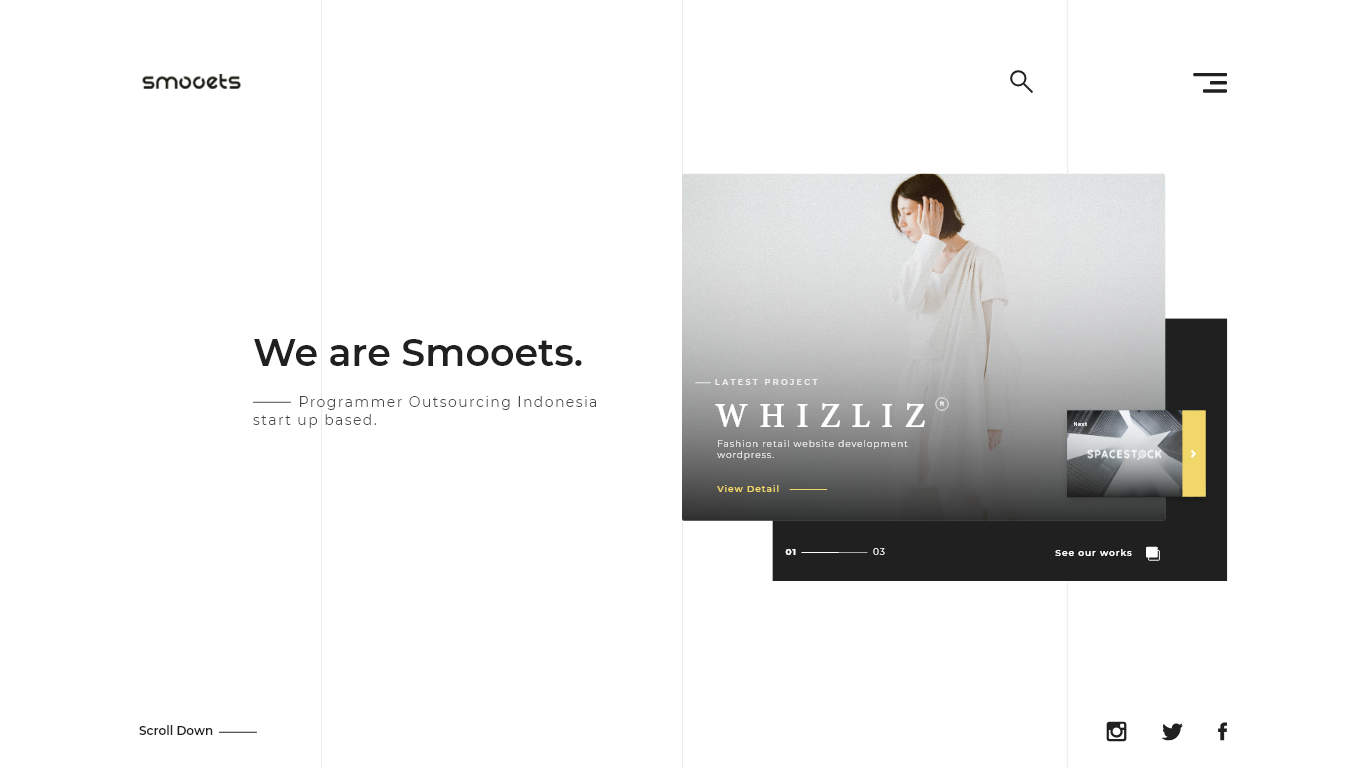 smooets
We are Smooets.
Programmer Outsourcing Indonesia
start up based.
LATEST PROJECT
WHIZLIZ®
Fashion retail website development
wordpress.
View Detail
Next
SPACESTOCK
01 03
See our works
Scroll Down